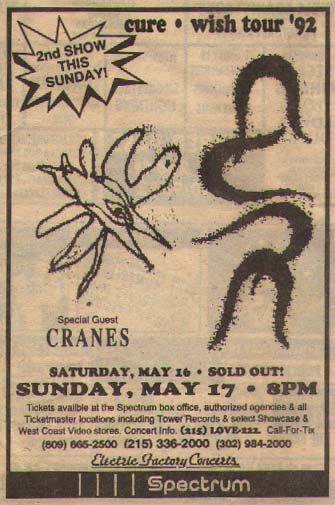 cure • wish tour '92
2nd SHOW
THIS
SUNDAY!
Special Guest
CRANES
SATURDAY, MAY 16 • SOLD OUT!
SUNDAY, MAY 17 • 8PM
Tickets availble at the Spectrum box office, authorized agencies & all
Ticketmaster locations including Tower Records & select Showcase &
West Coast Video stores. Concert Info. (215) LOVE-222. Call-For-Tix
(609) 665-2500 (215) 336-2000 (302) 984-2000
Electric Factory Concerts
Spectrum